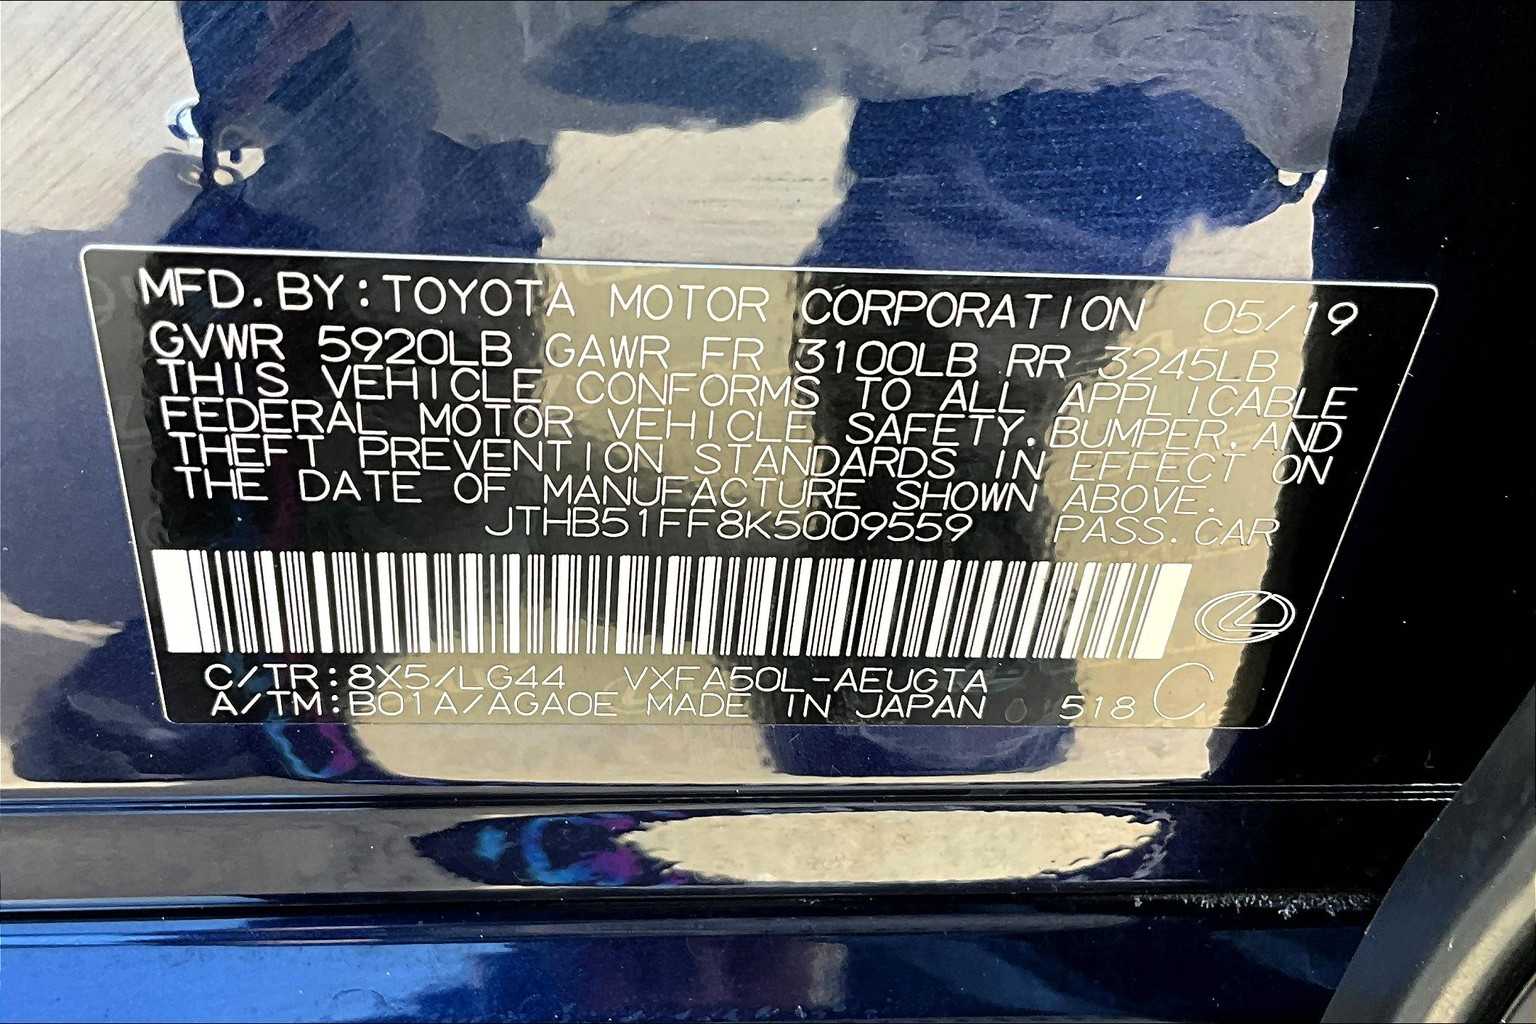 MFD. BY: TOYOTA MOTOR CORPORATION 05/19
GVWR 5920LB GAWR FR 3100LB RR 3245LB
THIS VEHICLE CONFORMS TO ALL APPLICABLE
FEDERAL MOTOR VEHICLE SAFETY. BUMPER. AND
THEFT PREVENTION STANDARDS IN EFFECT ON
THE DATE OF MANUFACTURE SHOWN ABOVE.
JTHB51FF8K5009559 PASS. CAR
C/TR: 8X5/LG44 VXFA50L-AEUGTA
A/TM: B01A/AGA0E MADE IN JAPAN 518 C